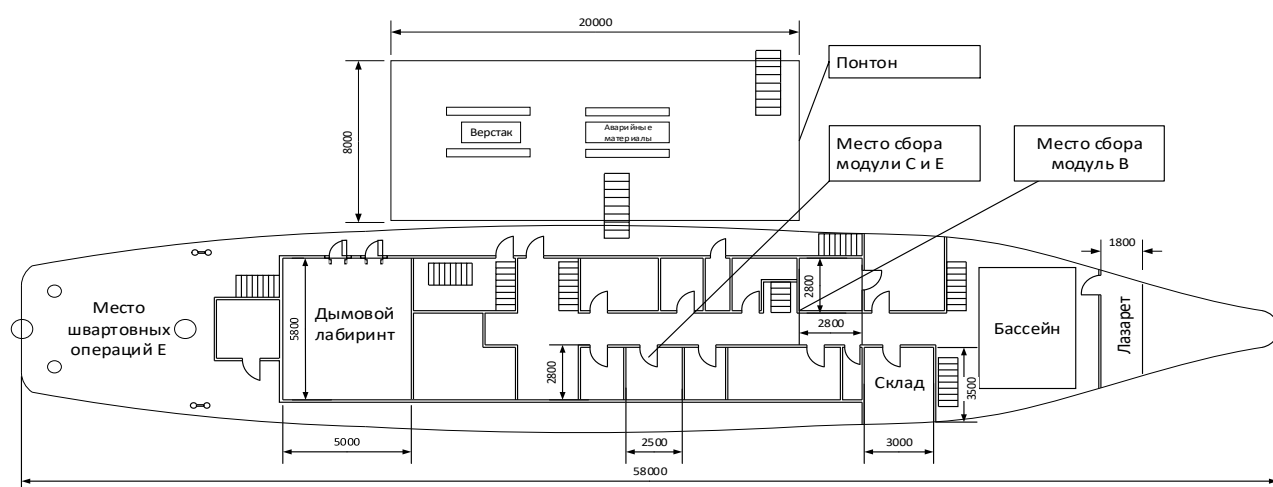 20000
Понтон
8000
Верстак
Аварийные
материалы
Место сбора
модули С и Е
Место сбора
модуль В
1800
Место
швартовных
операций Е
5800
Дымовой
лабиринт
2800
2800
2800
Бассейн
Лазарет
Склад
3500
5000
2500
3000
58000